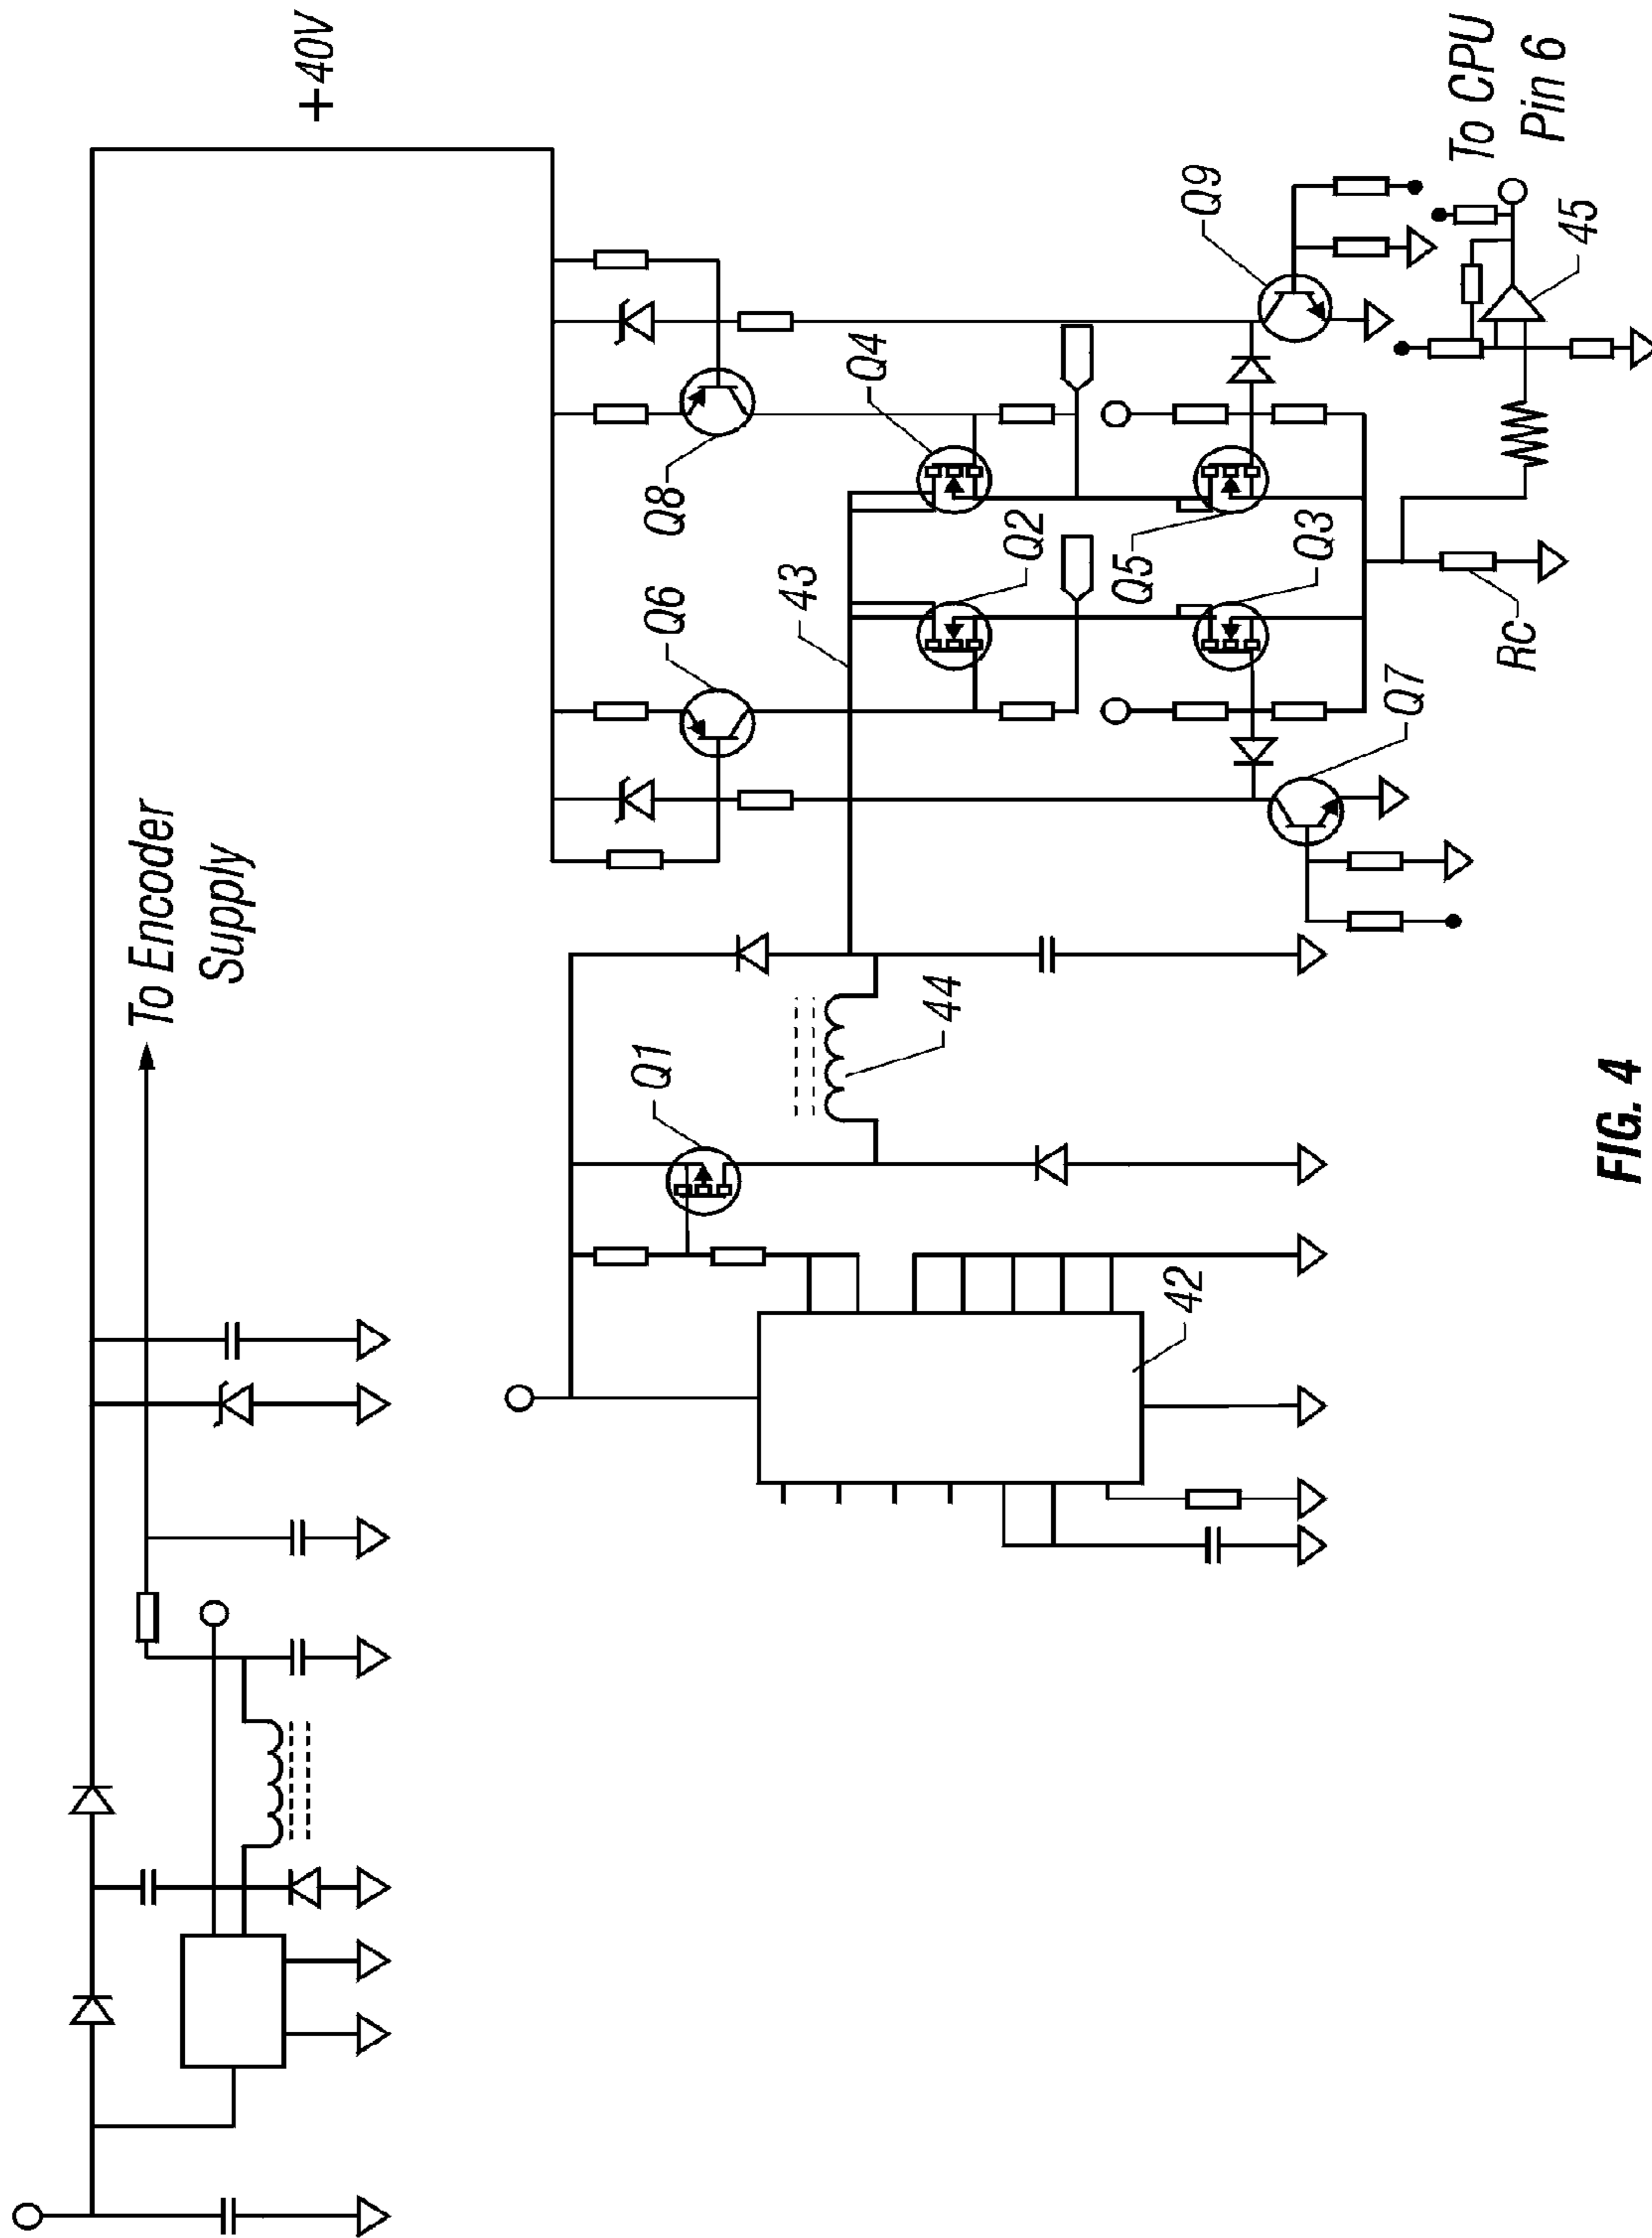 +40V
To Encoder
Supply
Q8
Q4
Q9
Q6
43
Q2
Q5
Q3
To CPU
Pin 6
45
Rc
Q7
Q1
44
42
FIG. 4